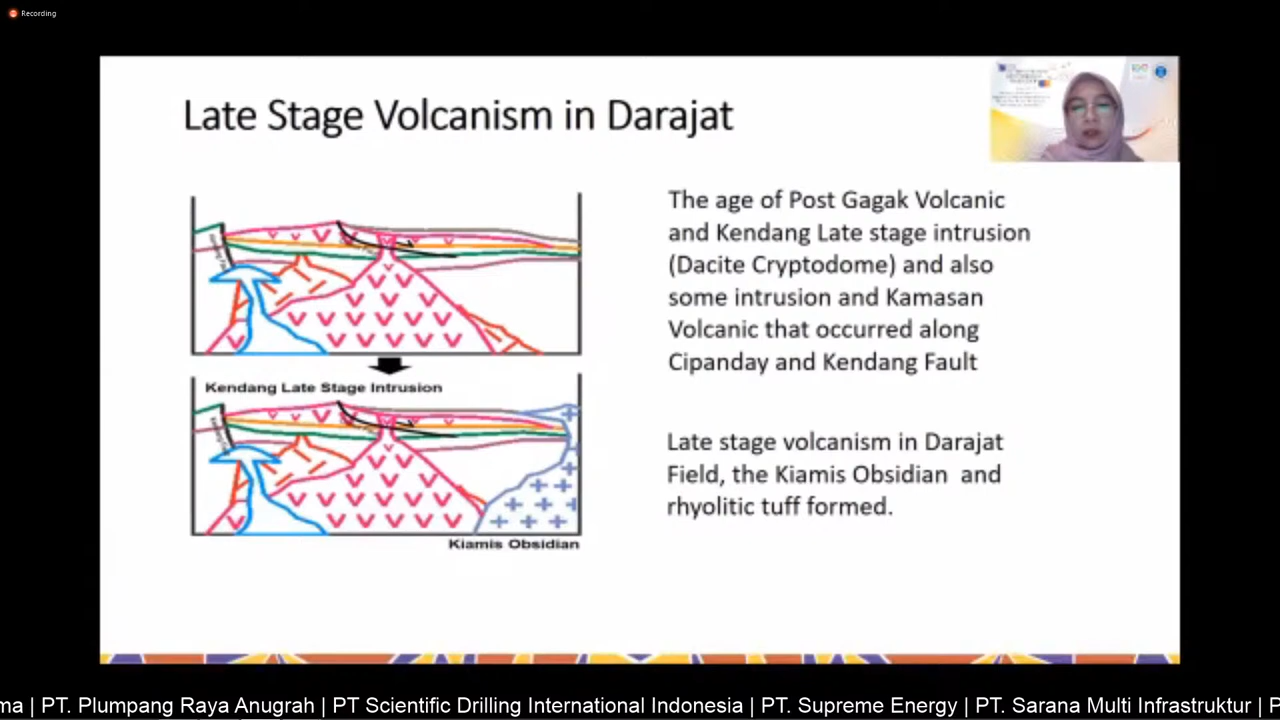 Recording
Late Stage Volcanism in Darajat
The age of Post Gagak Volcanic
and Kendang Late stage intrusion
(Dacite Cryptodome) and also
some intrusion and Kamasan
Volcanic that occurred along
Cipanday and Kendang Fault
Kendang Late Stage Intrusion
Late stage volcanism in Darajat
Field, the Kiamis Obsidian and
rhyolitic tuff formed.
Kiamis Obsidian
ma | PT. Plumpang Raya Anugrah | PT Scientific Drilling International Indonesia | PT. Supreme Energy | PT. Sarana Multi Infrastruktur | P